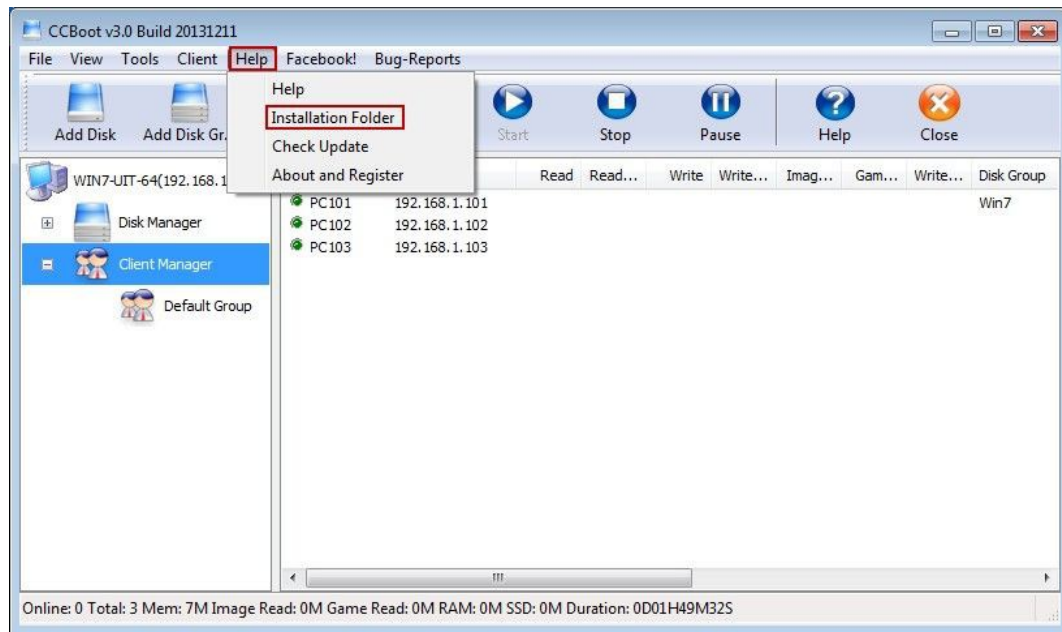 CCBoot v3.0 Build 20131211
File View Tools Client Help Facebook! Bug-Reports
Help
Installation Folder
Check Update
About and Register
Add Disk Add Disk Gr. Start Stop Pause Help Close
WIN7-UIT-64(192.168.1
Disk Manager
Client Manager
Default Group
Read Read... Write Write... Imag... Gam... Write... Disk Group
PC101 192.168.1.101 Win7
PC102 192.168.1.102
PC103 192.168.1.103
Online: 0 Total: 3 Mem: 7M Image Read: 0M Game Read: 0M RAM: 0M SSD: 0M Duration: 0D01H49M32S